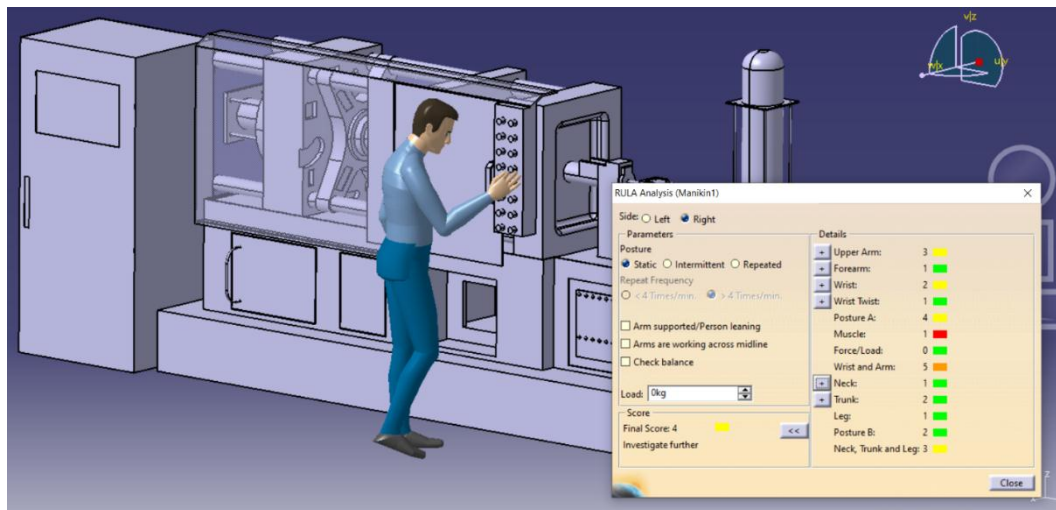 v|z
w|x
u|y
RULA Analysis (Manikin1)
Side: Left Right
Parameters
Posture
Static Intermittent Repeated
Repeat Frequency
< 4 Times/min. > 4 Times/min.
Arm supported/Person leaning
Arms are working across midline
Check balance
Load: 0kg
Score
Final Score: 4
<<
Investigate further
Details
+ Upper Arm: 3
+ Forearm: 1
+ Wrist: 2
+ Wrist Twist: 1
Posture A: 4
Muscle: 1
Force/Load: 0
Wrist and Arm: 5
+ Neck: 1
+ Trunk: 2
Leg: 1
Posture B: 2
Neck, Trunk and Leg: 3
Close
z
x